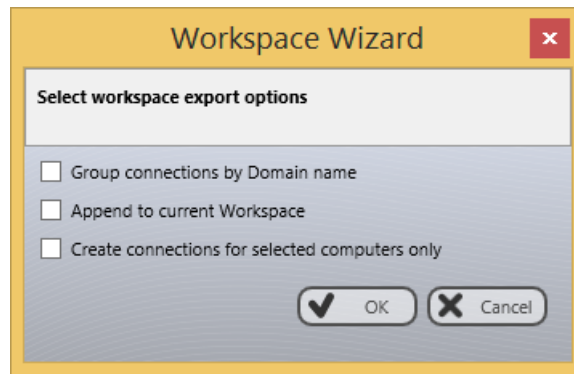 Workspace Wizard
Select workspace export options
Group connections by Domain name
Append to current Workspace
Create connections for selected computers only
OK Cancel